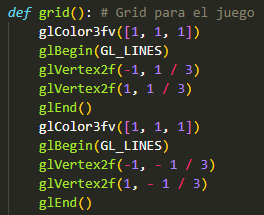 def grid(): # Grid para el juego
    glColor3fv([1, 1, 1])
    glBegin(GL_LINES)
    glVertex2f(-1, 1 / 3)
    glVertex2f(1, 1 / 3)
    glEnd()
    glColor3fv([1, 1, 1])
    glBegin(GL_LINES)
    glVertex2f(-1, - 1 / 3)
    glVertex2f(1, - 1 / 3)
    glEnd()